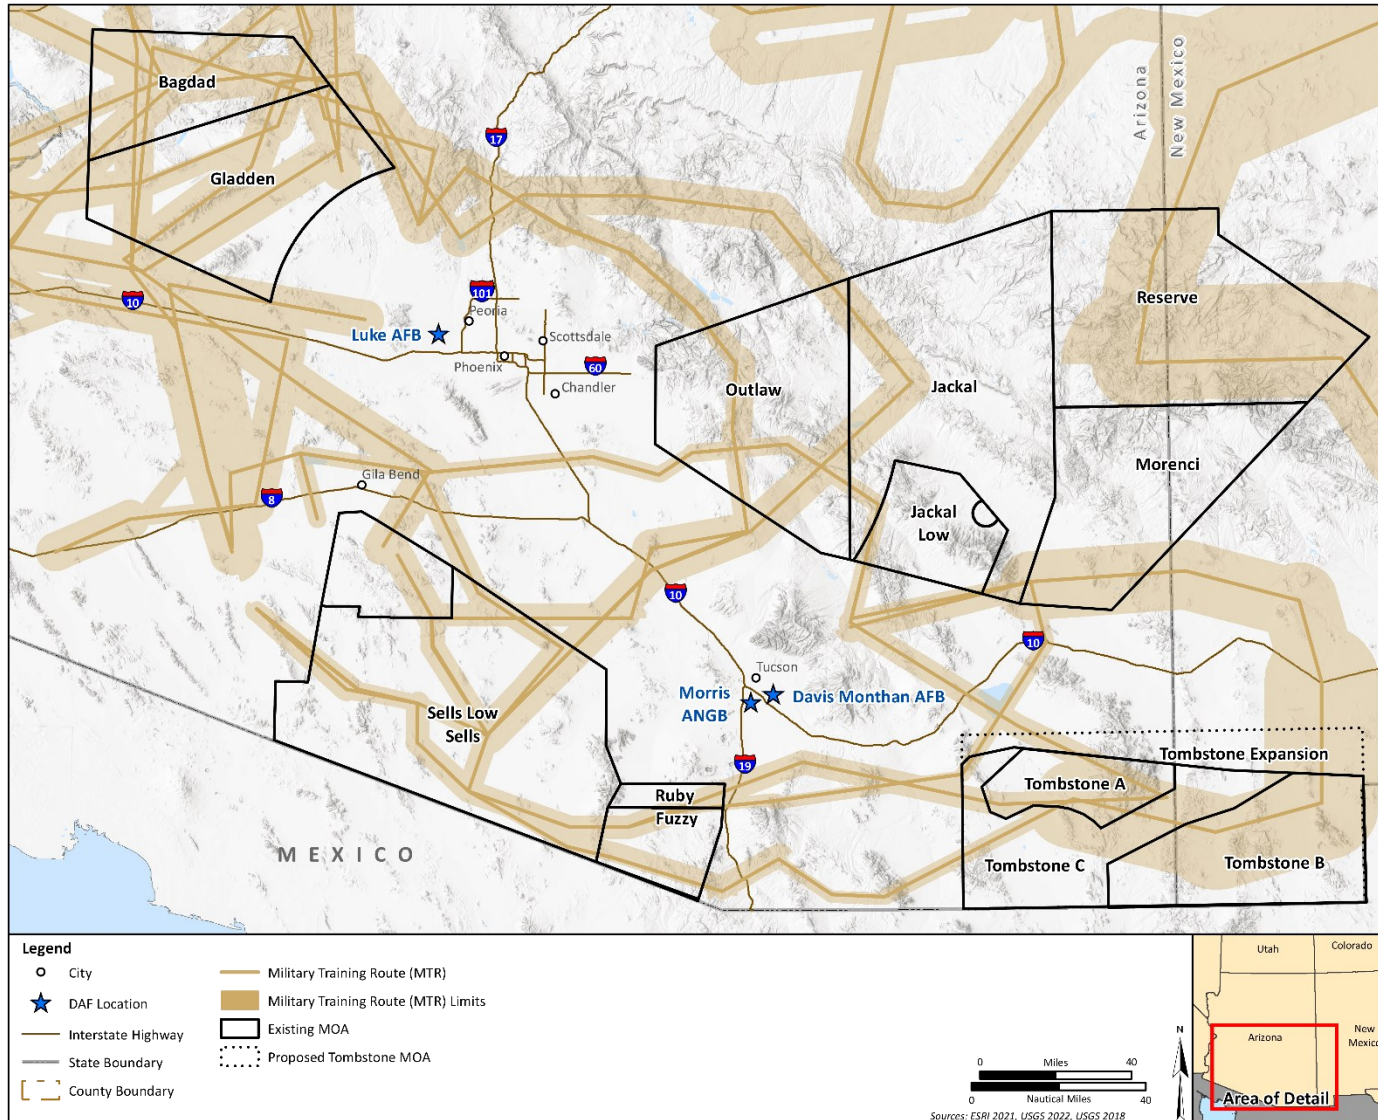 Bagdad
Gladden
17
Arizona
New Mexico
10
101
Peoria
Luke AFB
Scottsdale
Phoenix
60
Chandler
Reserve
Outlaw
Jackal
Morenci
Gila Bend
8
Jackal
Low
10
10
Tucson
Morris
ANGB
Davis Monthan AFB
Sells Low
Sells
19
Tombstone Expansion
Ruby
Fuzzy
Tombstone A
MEXICO
Tombstone C
Tombstone B
Legend
City
DAF Location
Interstate Highway
State Boundary
County Boundary
Military Training Route (MTR)
Military Training Route (MTR) Limits
Existing MOA
Proposed Tombstone MOA
0 Miles 40
0 Nautical Miles 40
Sources: ESRI 2021, USGS 2022, USGS 2018
N
Utah
Colorado
Arizona
New
Mexico
Area of Detail